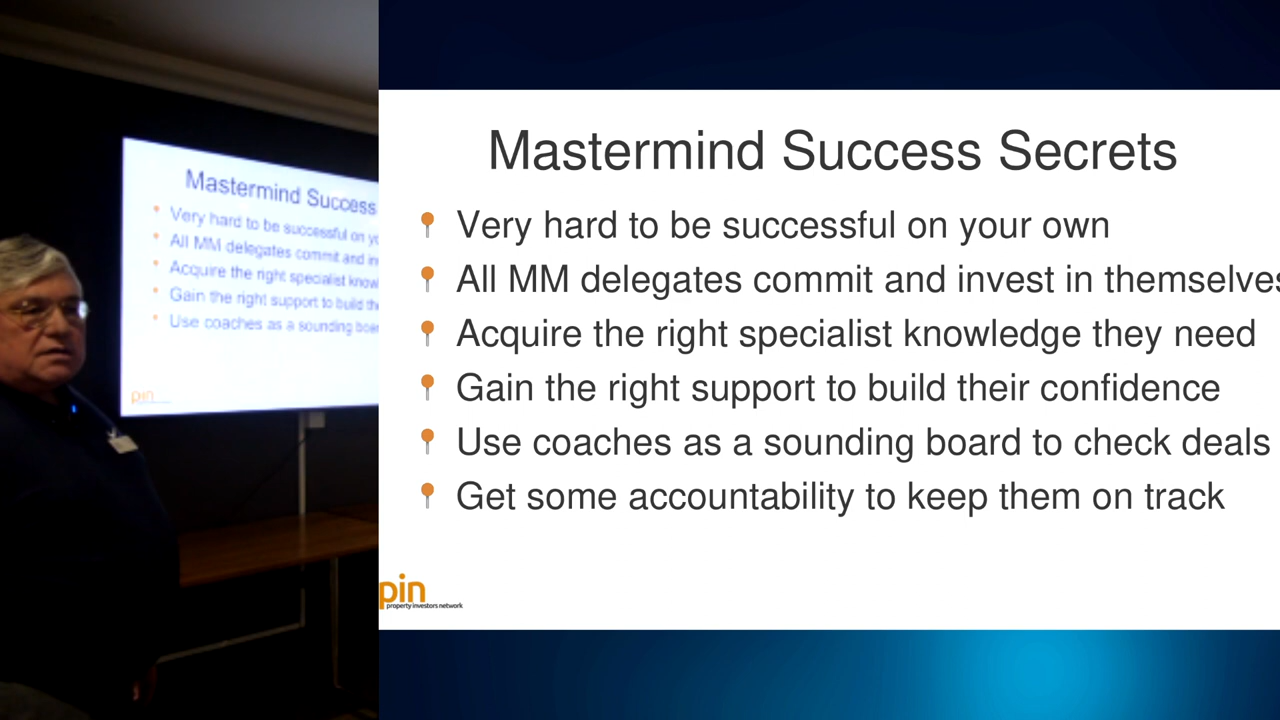 Mastermind Success
Very hard to be successful on yo
All MM delegates commit and in
Acquire the right specialist know
Gain the right support to build the
Use coaches as a sounding boar
pin
Mastermind Success Secrets
Very hard to be successful on your own
All MM delegates commit and invest in themselves
Acquire the right specialist knowledge they need
Gain the right support to build their confidence
Use coaches as a sounding board to check deals
Get some accountability to keep them on track
pin
property investors network